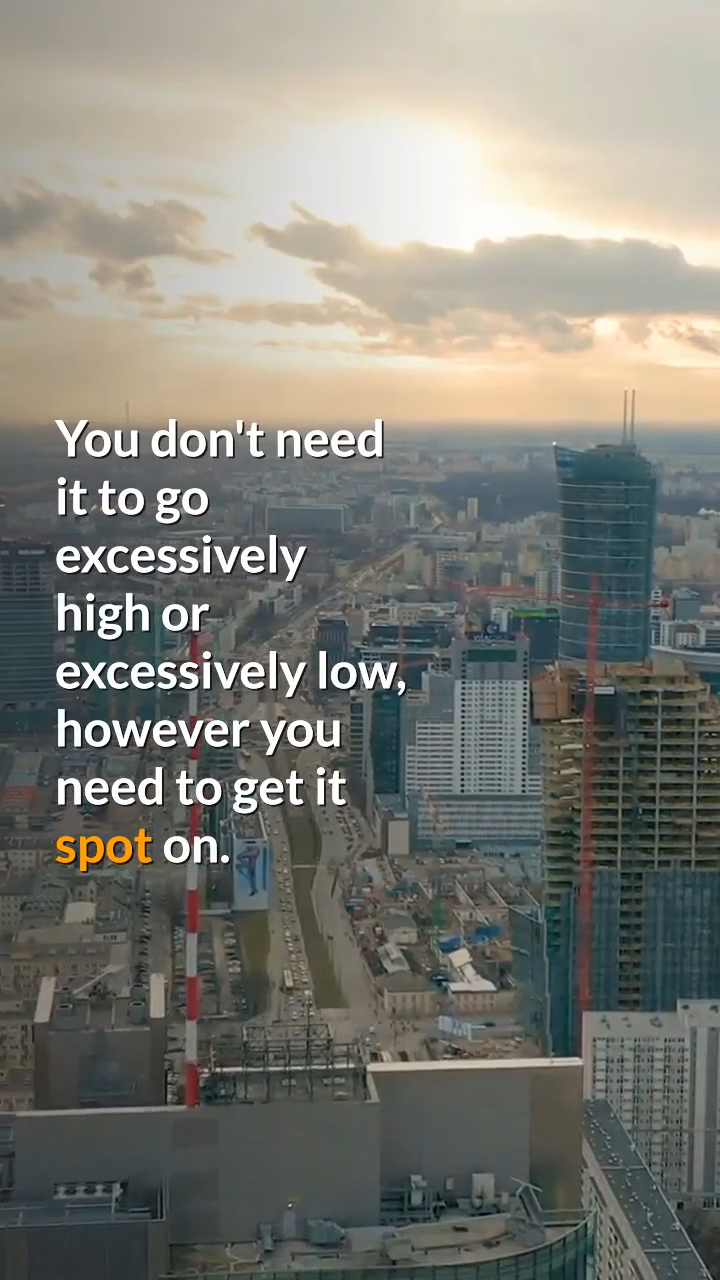 You don't need
it to go
excessively
high or
excessively low,
however you
need to get it
spot on.